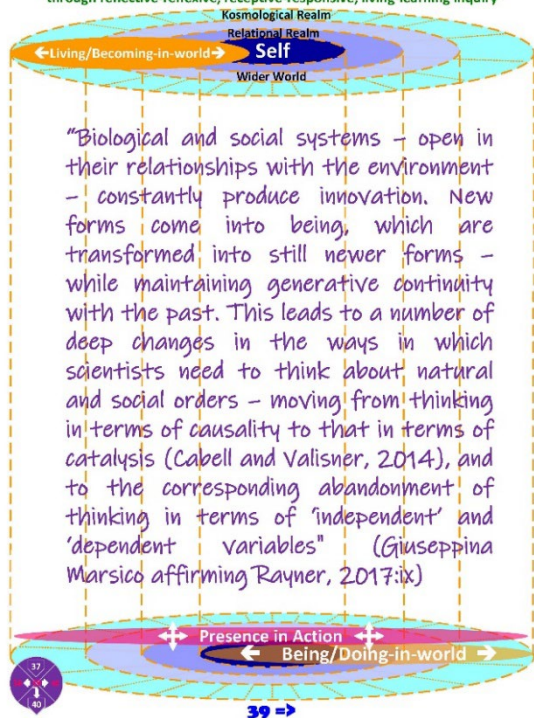 through reflective-reflexive, receptive-responsive, living-learning inquiry
Kosmological Realm
Relational Realm
←Living/Becoming-in-world→ Self
Wider World
“Biological and social systems – open in
their relationships with the environment
– constantly produce innovation. New
forms come into being, which are
transformed into still newer forms –
while maintaining generative continuity
with the past. This leads to a number of
deep changes in the ways in which
scientists need to think about natural
and social orders – moving from thinking
in terms of causality to that in terms of
catalysis (Cabell and Valisner, 2014), and
to the corresponding abandonment of
thinking in terms of ‘independent’ and
‘dependent variables" (Giuseppina
Marsico affirming Rayner, 2017:ix)
Presence in Action
← Being/Doing-in-world →
37
40
39 =>